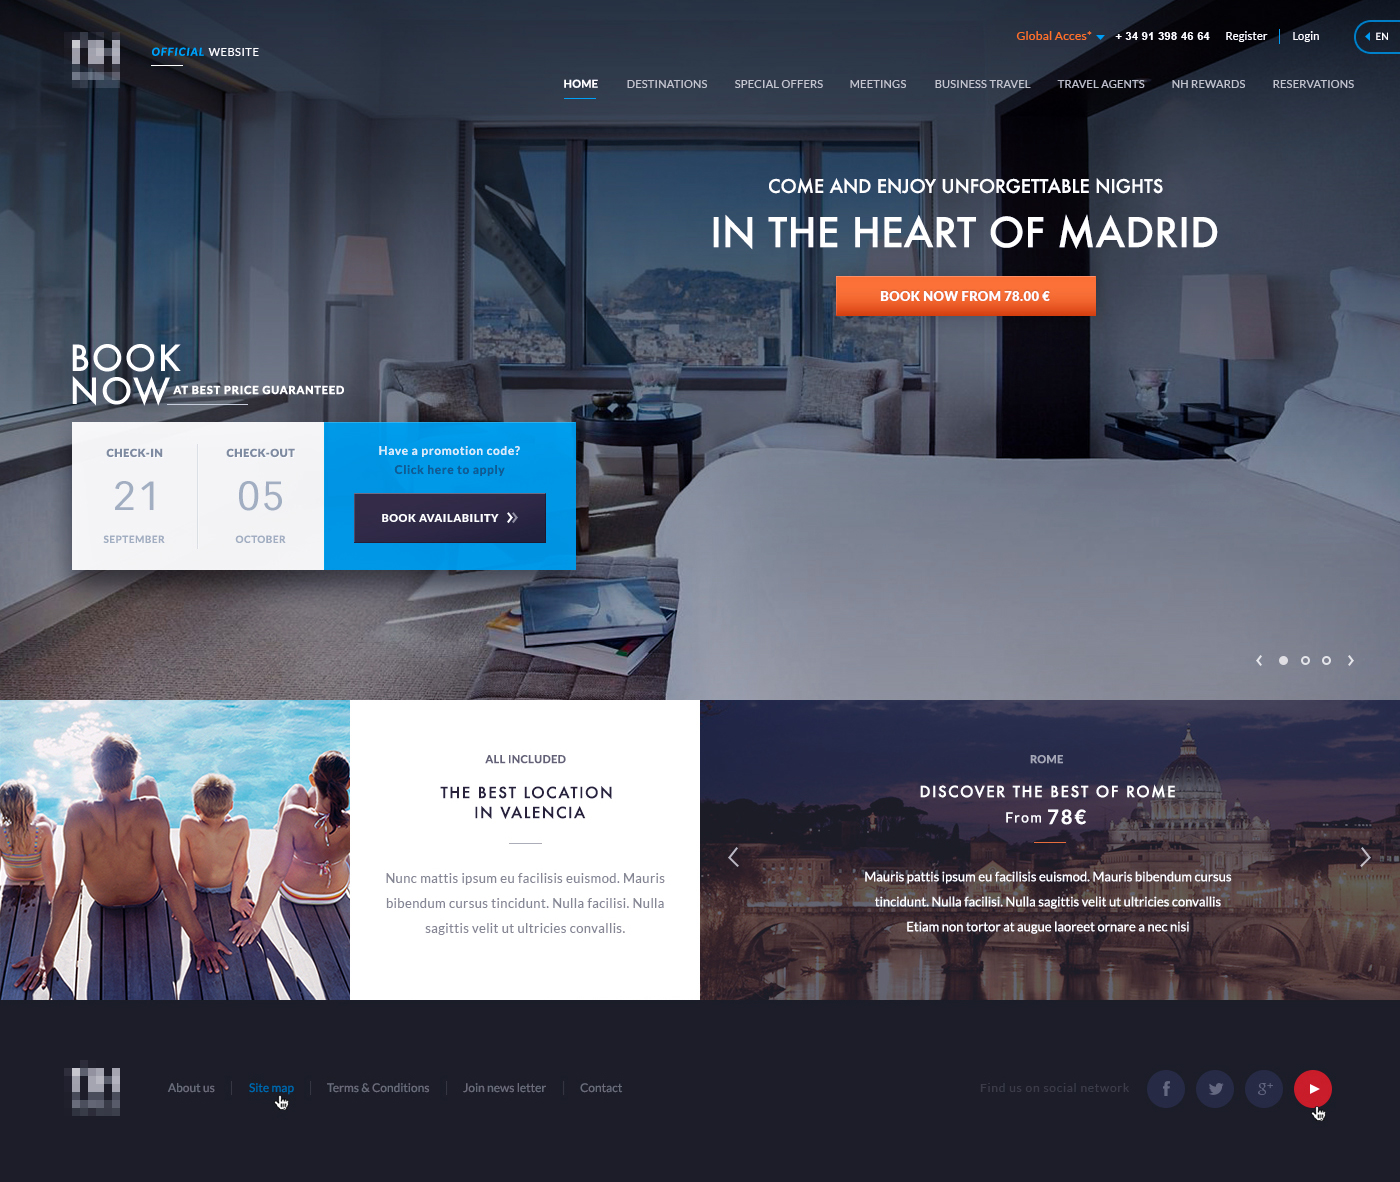 OFFICIAL WEBSITE
Global Acces* + 34 91 398 46 64 Register Login EN
HOME DESTINATIONS SPECIAL OFFERS MEETINGS BUSINESS TRAVEL TRAVEL AGENTS NH REWARDS RESERVATIONS
COME AND ENJOY UNFORGETTABLE NIGHTS
IN THE HEART OF MADRID
BOOK NOW FROM 78.00 €
BOOK
NOW AT BEST PRICE GUARANTEED
CHECK-IN
21
SEPTEMBER
CHECK-OUT
05
OCTOBER
Have a promotion code?
Click here to apply
BOOK AVAILABILITY
ALL INCLUDED
THE BEST LOCATION
IN VALENCIA
Nunc mattis ipsum eu facilisis euismod. Mauris
bibendum cursus tincidunt. Nulla facilisi. Nulla
sagittis velit ut ultricies convallis.
ROME
DISCOVER THE BEST OF ROME
From 78€
Mauris pattis ipsum eu facilisis euismod. Mauris bibendum cursus
tincidunt. Nulla facilisi. Nulla sagittis velit ut ultricies convallis
Etiam non tortor at augue laoreet ornare a nec nisi
About us Site map Terms & Conditions Join news letter Contact
Find us on social network f g+